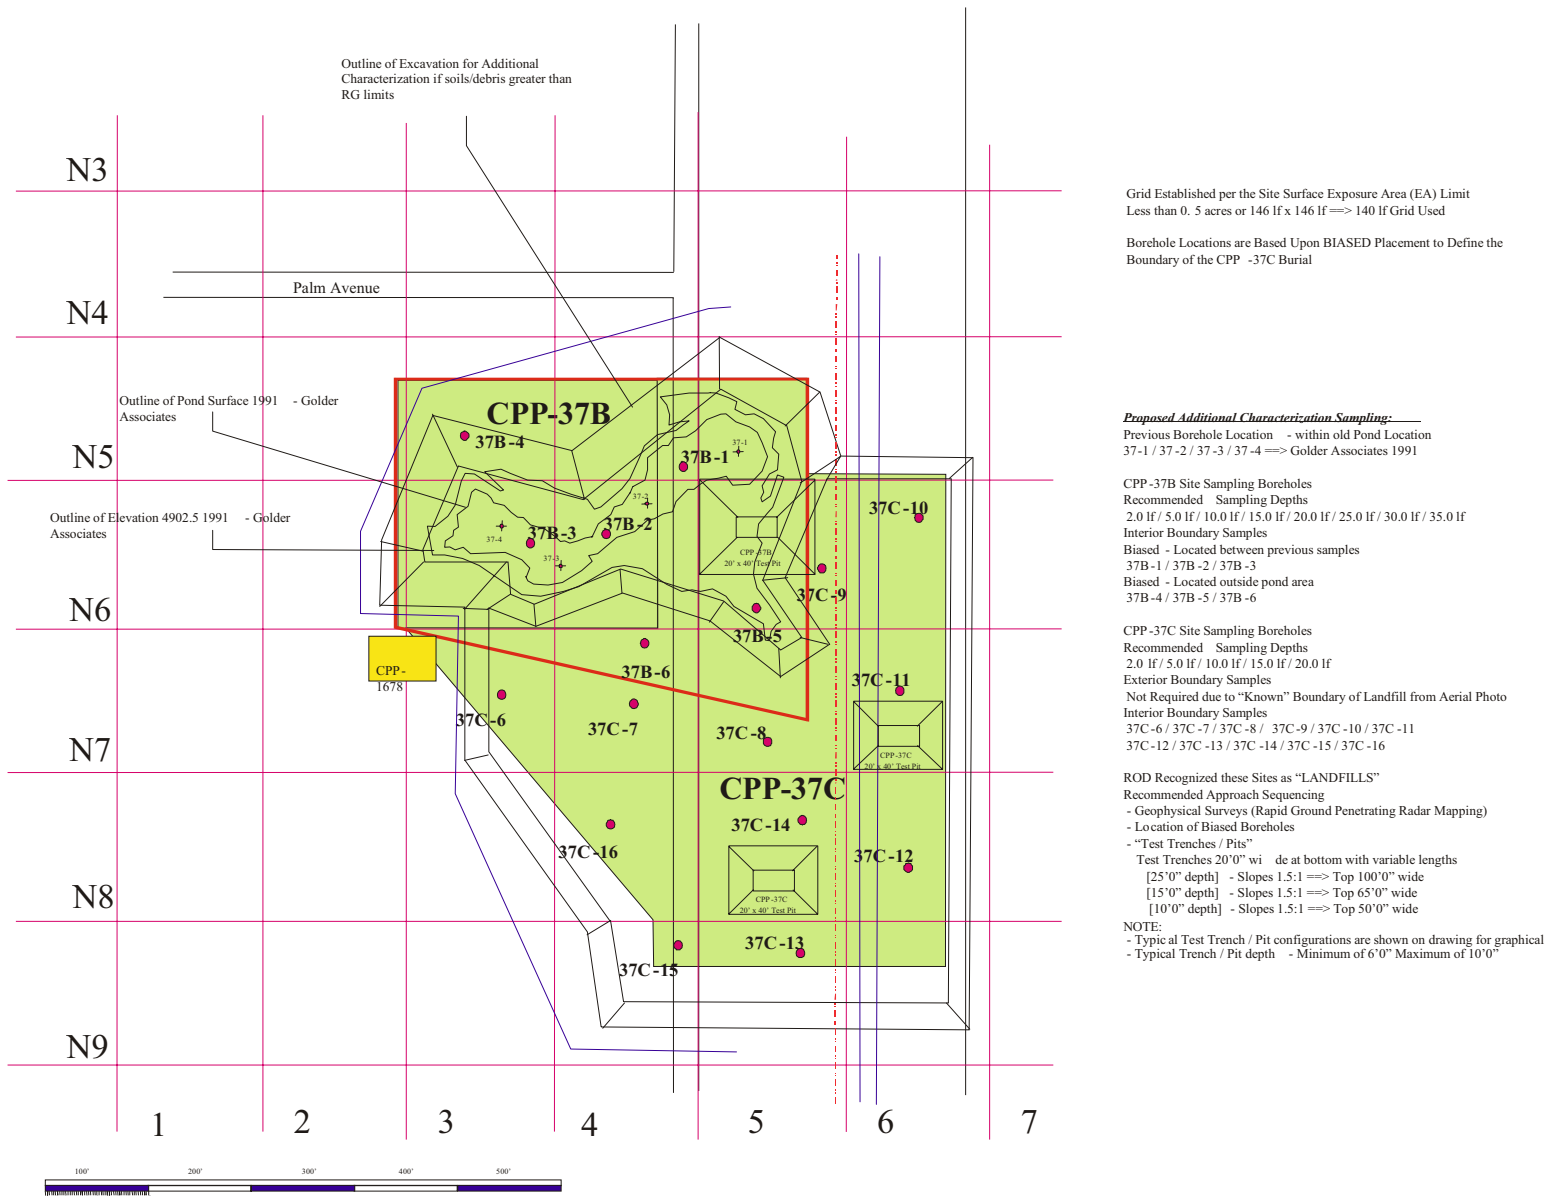 Outline of Excavation for Additional
Characterization if soils/debris greater than
RG limits
N3
Palm Avenue
N4
Outline of Pond Surface 1991 - Golder
Associates
CPP-37B
37B-4
37B-1
37-1
N5
37-2
37C-10
Outline of Elevation 4902.5 1991 - Golder
Associates
37B-3
37B-2
37-4
37-3
CPP-37B
20' x 40' Test Pit
37C-9
N6
37B-5
CPP-
1678
37B-6
37C-11
37C-6
37C-7
37C-8
N7
CPP-37C
20' x 40' Test Pit
CPP-37C
37C-14
37C-16
37C-12
N8
CPP-37C
20' x 40' Test Pit
37C-13
37C-15
N9
1
2
3
4
5
6
7
100'
200'
300'
400'
500'
Grid Established per the Site Surface Exposure Area (EA) Limit
Less than 0. 5 acres or 146 lf x 146 lf ==> 140 lf Grid Used
Borehole Locations are Based Upon BIASED Placement to Define the
Boundary of the CPP -37C Burial
Proposed Additional Characterization Sampling:
Previous Borehole Location - within old Pond Location
37-1 / 37-2 / 37-3 / 37-4 ==> Golder Associates 1991
CPP-37B Site Sampling Boreholes
Recommended Sampling Depths
2.0 lf / 5.0 lf / 10.0 lf / 15.0 lf / 20.0 lf / 25.0 lf / 30.0 lf / 35.0 lf
Interior Boundary Samples
Biased - Located between previous samples
37B-1 / 37B-2 / 37B-3
Biased - Located outside pond area
37B-4 / 37B-5 / 37B-6
CPP-37C Site Sampling Boreholes
Recommended Sampling Depths
2.0 lf / 5.0 lf / 10.0 lf / 15.0 lf / 20.0 lf
Exterior Boundary Samples
Not Required due to “Known” Boundary of Landfill from Aerial Photo
Interior Boundary Samples
37C-6 / 37C-7 / 37C-8 / 37C-9 / 37C-10 / 37C-11
37C-12 / 37C-13 / 37C-14 / 37C-15 / 37C-16
ROD Recognized these Sites as “LANDFILLS”
Recommended Approach Sequencing
- Geophysical Surveys (Rapid Ground Penetrating Radar Mapping)
- Location of Biased Boreholes
- “Test Trenches / Pits”
Test Trenches 20'0” wi de at bottom with variable lengths
[25'0” depth] - Slopes 1.5:1 ==> Top 100'0” wide
[15'0” depth] - Slopes 1.5:1 ==> Top 65'0” wide
[10'0” depth] - Slopes 1.5:1 ==> Top 50'0” wide
NOTE:
- Typic al Test Trench / Pit configurations are shown on drawing for graphical
- Typical Trench / Pit depth - Minimum of 6'0” Maximum of 10'0”